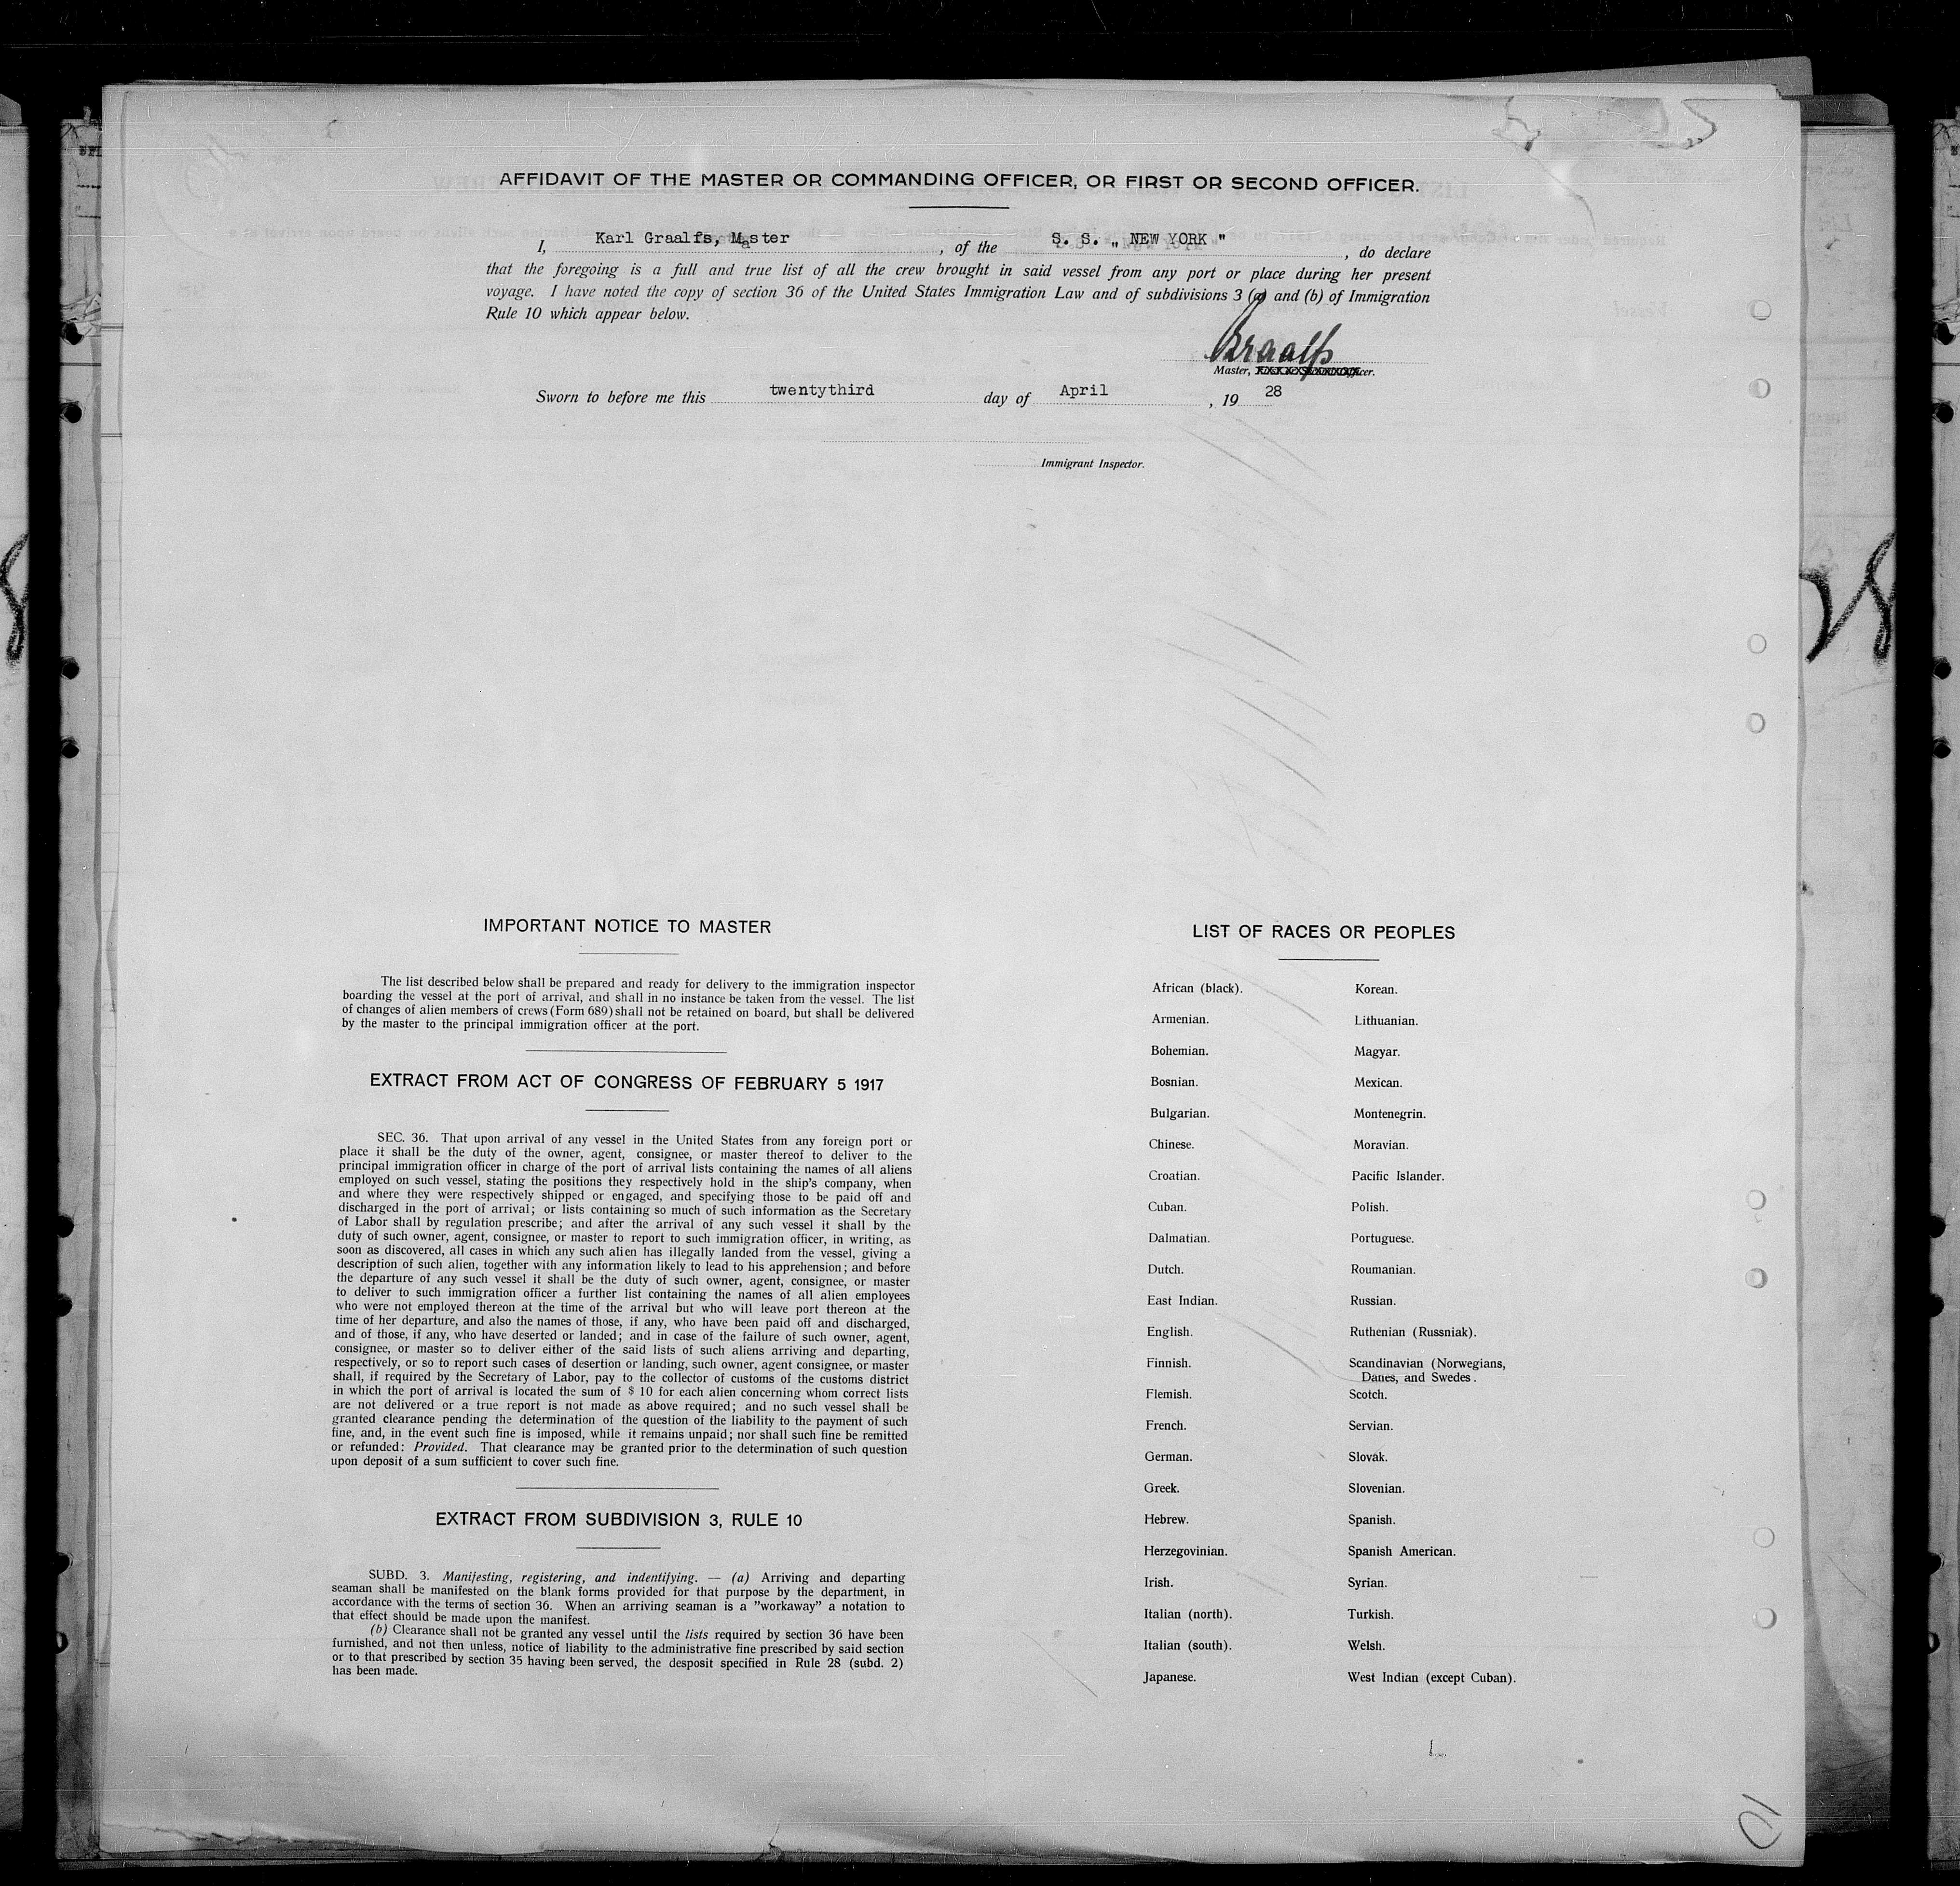 AFFIDAVIT OF THE MASTER OR COMMANDING OFFICER, OR FIRST OR SECOND OFFICER.
I, Karl Graalfs, Master, of the S. S. „ NEW YORK ", do declare
that the foregoing is a full and true list of all the crew brought in said vessel from any port or place during her present
voyage. I have noted the copy of section 36 of the United States Immigration Law and of subdivisions 3 (a) and (b) of Immigration
Rule 10 which appear below.
Graalfs
Master, officer.
Sworn to before me this twentythird day of April, 19 28
Immigrant Inspector.
IMPORTANT NOTICE TO MASTER
The list described below shall be prepared and ready for delivery to the immigration inspector
boarding the vessel at the port of arrival, and shall in no instance be taken from the vessel. The list
of changes of alien members of crews (Form 689) shall not be retained on board, but shall be delivered
by the master to the principal immigration officer at the port.
EXTRACT FROM ACT OF CONGRESS OF FEBRUARY 5 1917
SEC. 36. That upon arrival of any vessel in the United States from any foreign port or
place it shall be the duty of the owner, agent, consignee, or master thereof to deliver to the
principal immigration officer in charge of the port of arrival lists containing the names of all aliens
employed on such vessel, stating the positions they respectively hold in the ship's company, when
and where they were respectively shipped or engaged, and specifying those to be paid off and
discharged in the port of arrival; or lists containing so much of such information as the Secretary
of Labor shall by regulation prescribe; and after the arrival of any such vessel it shall by the
duty of such owner, agent, consignee, or master to report to such immigration officer, in writing, as
soon as discovered, all cases in which any such alien has illegally landed from the vessel, giving a
description of such alien, together with any information likely to lead to his apprehension; and before
the departure of any such vessel it shall be the duty of such owner, agent, consignee, or master
to deliver to such immigration officer a further list containing the names of all alien employees
who were not employed thereon at the time of the arrival but who will leave port thereon at the
time of her departure, and also the names of those, if any, who have been paid off and discharged,
and of those, if any, who have deserted or landed; and in case of the failure of such owner, agent,
consignee, or master so to deliver either of the said lists of such aliens arriving and departing,
respectively, or so to report such cases of desertion or landing, such owner, agent consignee, or master
shall, if required by the Secretary of Labor, pay to the collector of customs of the customs district
in which the port of arrival is located the sum of $ 10 for each alien concerning whom correct lists
are not delivered or a true report is not made as above required; and no such vessel shall be
granted clearance pending the determination of the question of the liability to the payment of such
fine, and, in the event such fine is imposed, while it remains unpaid; nor shall such fine be remitted
or refunded: Provided. That clearance may be granted prior to the determination of such question
upon deposit of a sum sufficient to cover such fine.
EXTRACT FROM SUBDIVISION 3, RULE 10
SUBD. 3. Manifesting, registering, and indentifying. — (a) Arriving and departing
seaman shall be manifested on the blank forms provided for that purpose by the department, in
accordance with the terms of section 36. When an arriving seaman is a "workaway" a notation to
that effect should be made upon the manifest.
(b) Clearance shall not be granted any vessel until the lists required by section 36 have been
furnished, and not then unless, notice of liability to the administrative fine prescribed by said section
or to that prescribed by section 35 having been served, the desposit specified in Rule 28 (subd. 2)
has been made.
LIST OF RACES OR PEOPLES
African (black).
Armenian.
Bohemian.
Bosnian.
Bulgarian.
Chinese.
Croatian.
Cuban.
Dalmatian.
Dutch.
East Indian.
English.
Finnish.
Flemish.
French.
German.
Greek.
Hebrew.
Herzegovinian.
Irish.
Italian (north).
Italian (south).
Japanese.
Korean.
Lithuanian.
Magyar.
Mexican.
Montenegrin.
Moravian.
Pacific Islander.
Polish.
Portuguese.
Roumanian.
Russian.
Ruthenian (Russniak).
Scandinavian (Norwegians,
Danes, and Swedes.
Scotch.
Servian.
Slovak.
Slovenian.
Spanish.
Spanish American.
Syrian.
Turkish.
Welsh.
West Indian (except Cuban).
10